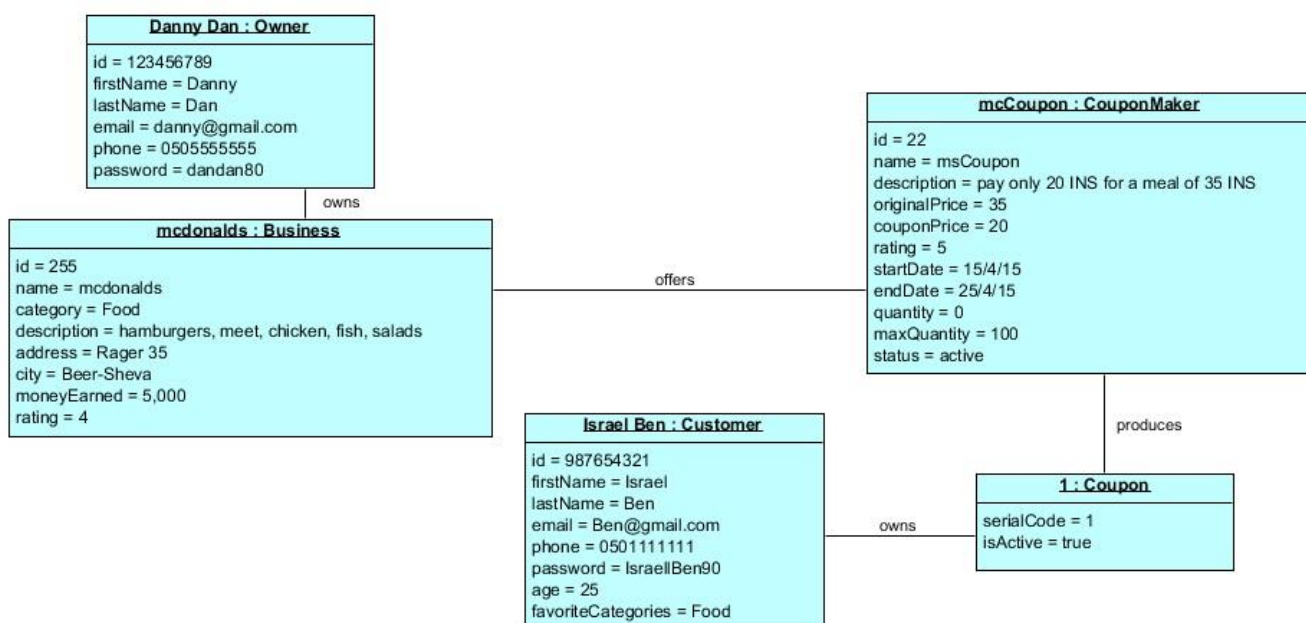 Danny Dan : Owner
id = 123456789
firstName = Danny
lastName = Dan
email = danny@gmail.com
phone = 0505555555
password = dandan80
owns
mcdonalds : Business
id = 255
name = mcdonalds
category = Food
description = hamburgers, meet, chicken, fish, salads
address = Rager 35
city = Beer-Sheva
moneyEarned = 5,000
rating = 4
offers
mcCoupon : CouponMaker
id = 22
name = msCoupon
description = pay only 20 INS for a meal of 35 INS
originalPrice = 35
couponPrice = 20
rating = 5
startDate = 15/4/15
endDate = 25/4/15
quantity = 0
maxQuantity = 100
status = active
produces
Israel Ben : Customer
id = 987654321
firstName = Israel
lastName = Ben
email = Ben@gmail.com
phone = 0501111111
password = IsraellBen90
age = 25
favoriteCategories = Food
owns
1 : Coupon
serialCode = 1
isActive = true